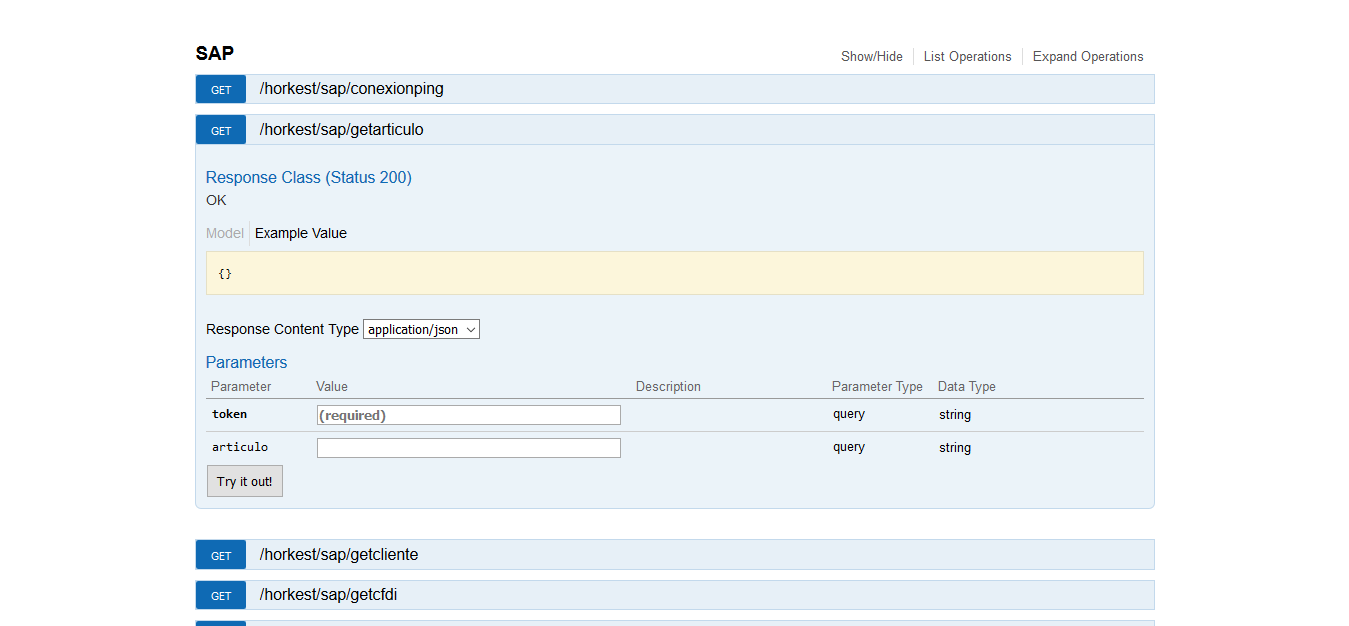 SAP
Show/Hide
List Operations
Expand Operations
GET /horkest/sap/conexionping
GET /horkest/sap/getarticulo
Response Class (Status 200)
OK
Model Example Value
{}
Response Content Type application/json
Parameters
Parameter Value Description Parameter Type Data Type
token (required) query string
articulo query string
Try it out!
GET /horkest/sap/getcliente
GET /horkest/sap/getcfdi